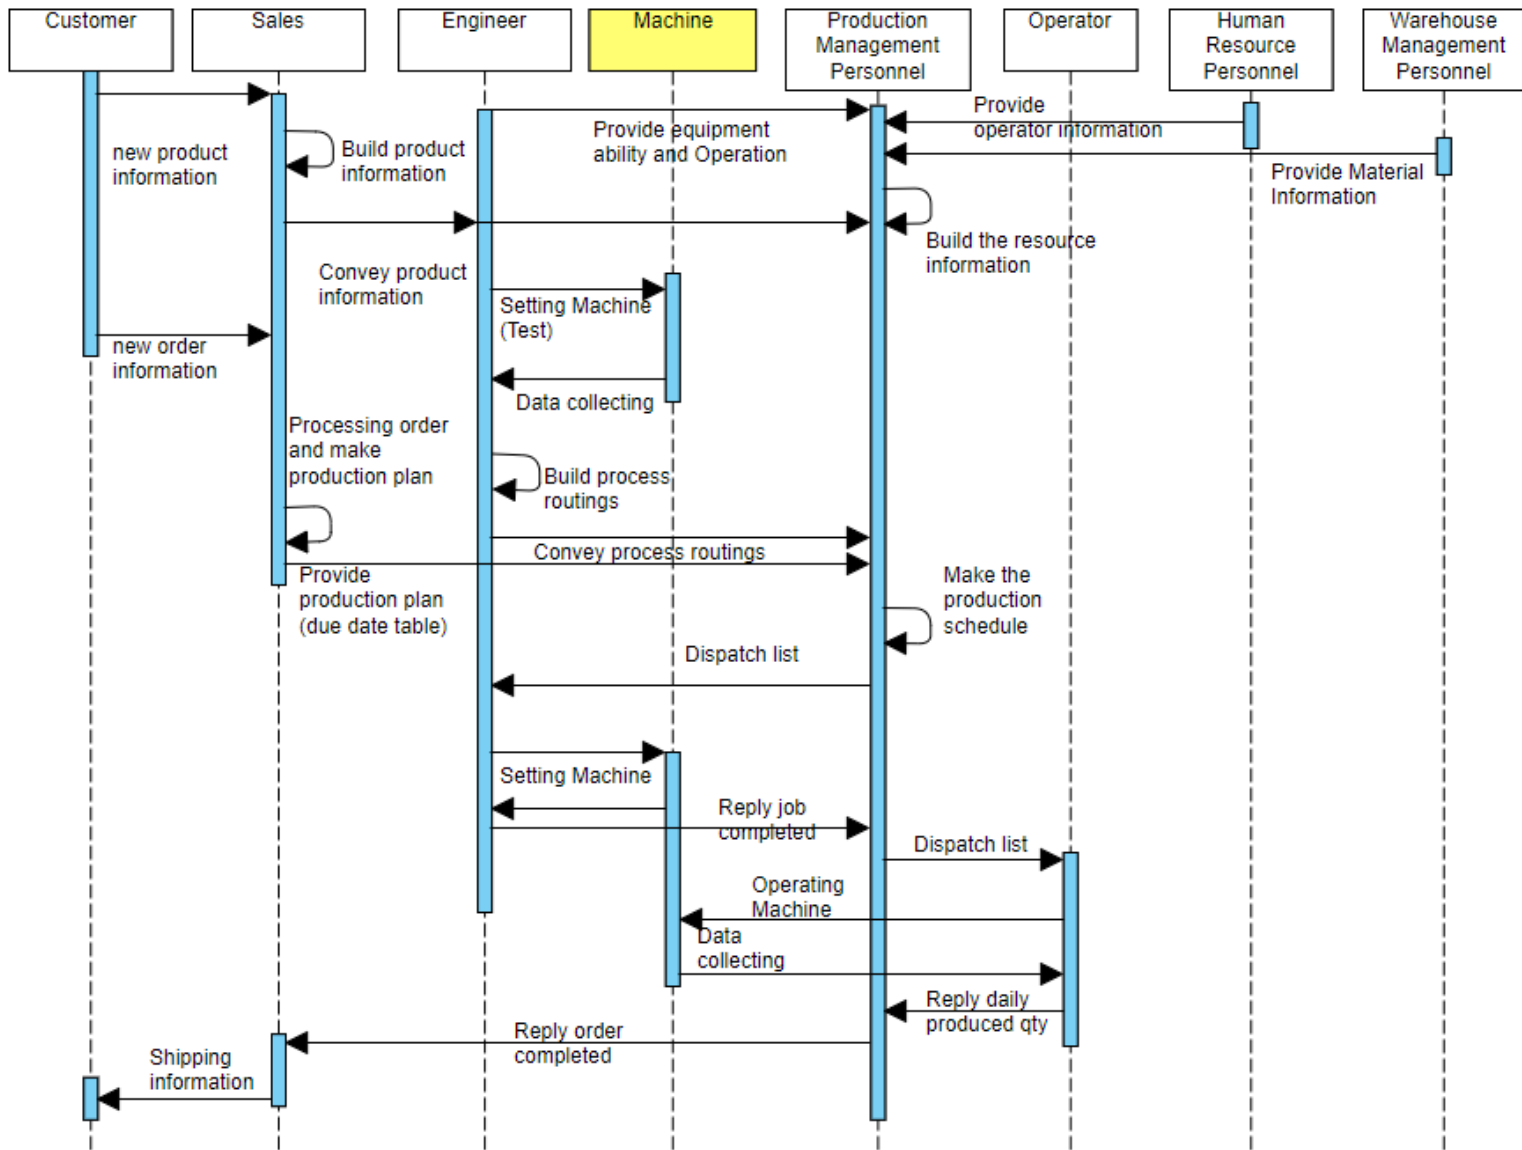 Customer
Sales
Engineer
Machine
Production
Management
Personnel
Operator
Human
Resource
Personnel
Warehouse
Management
Personnel
new product
information
Build product
information
Provide equipment
ability and Operation
Provide
operator information
Provide Material
Information
Build the resource
information
Convey product
information
Setting Machine
(Test)
new order
information
Data collecting
Processing order
and make
production plan
Build process
routings
Convey process routings
Provide
production plan
(due date table)
Make the
production
schedule
Dispatch list
Setting Machine
Reply job
completed
Dispatch list
Operating
Machine
Data
collecting
Reply daily
produced qty
Reply order
completed
Shipping
information